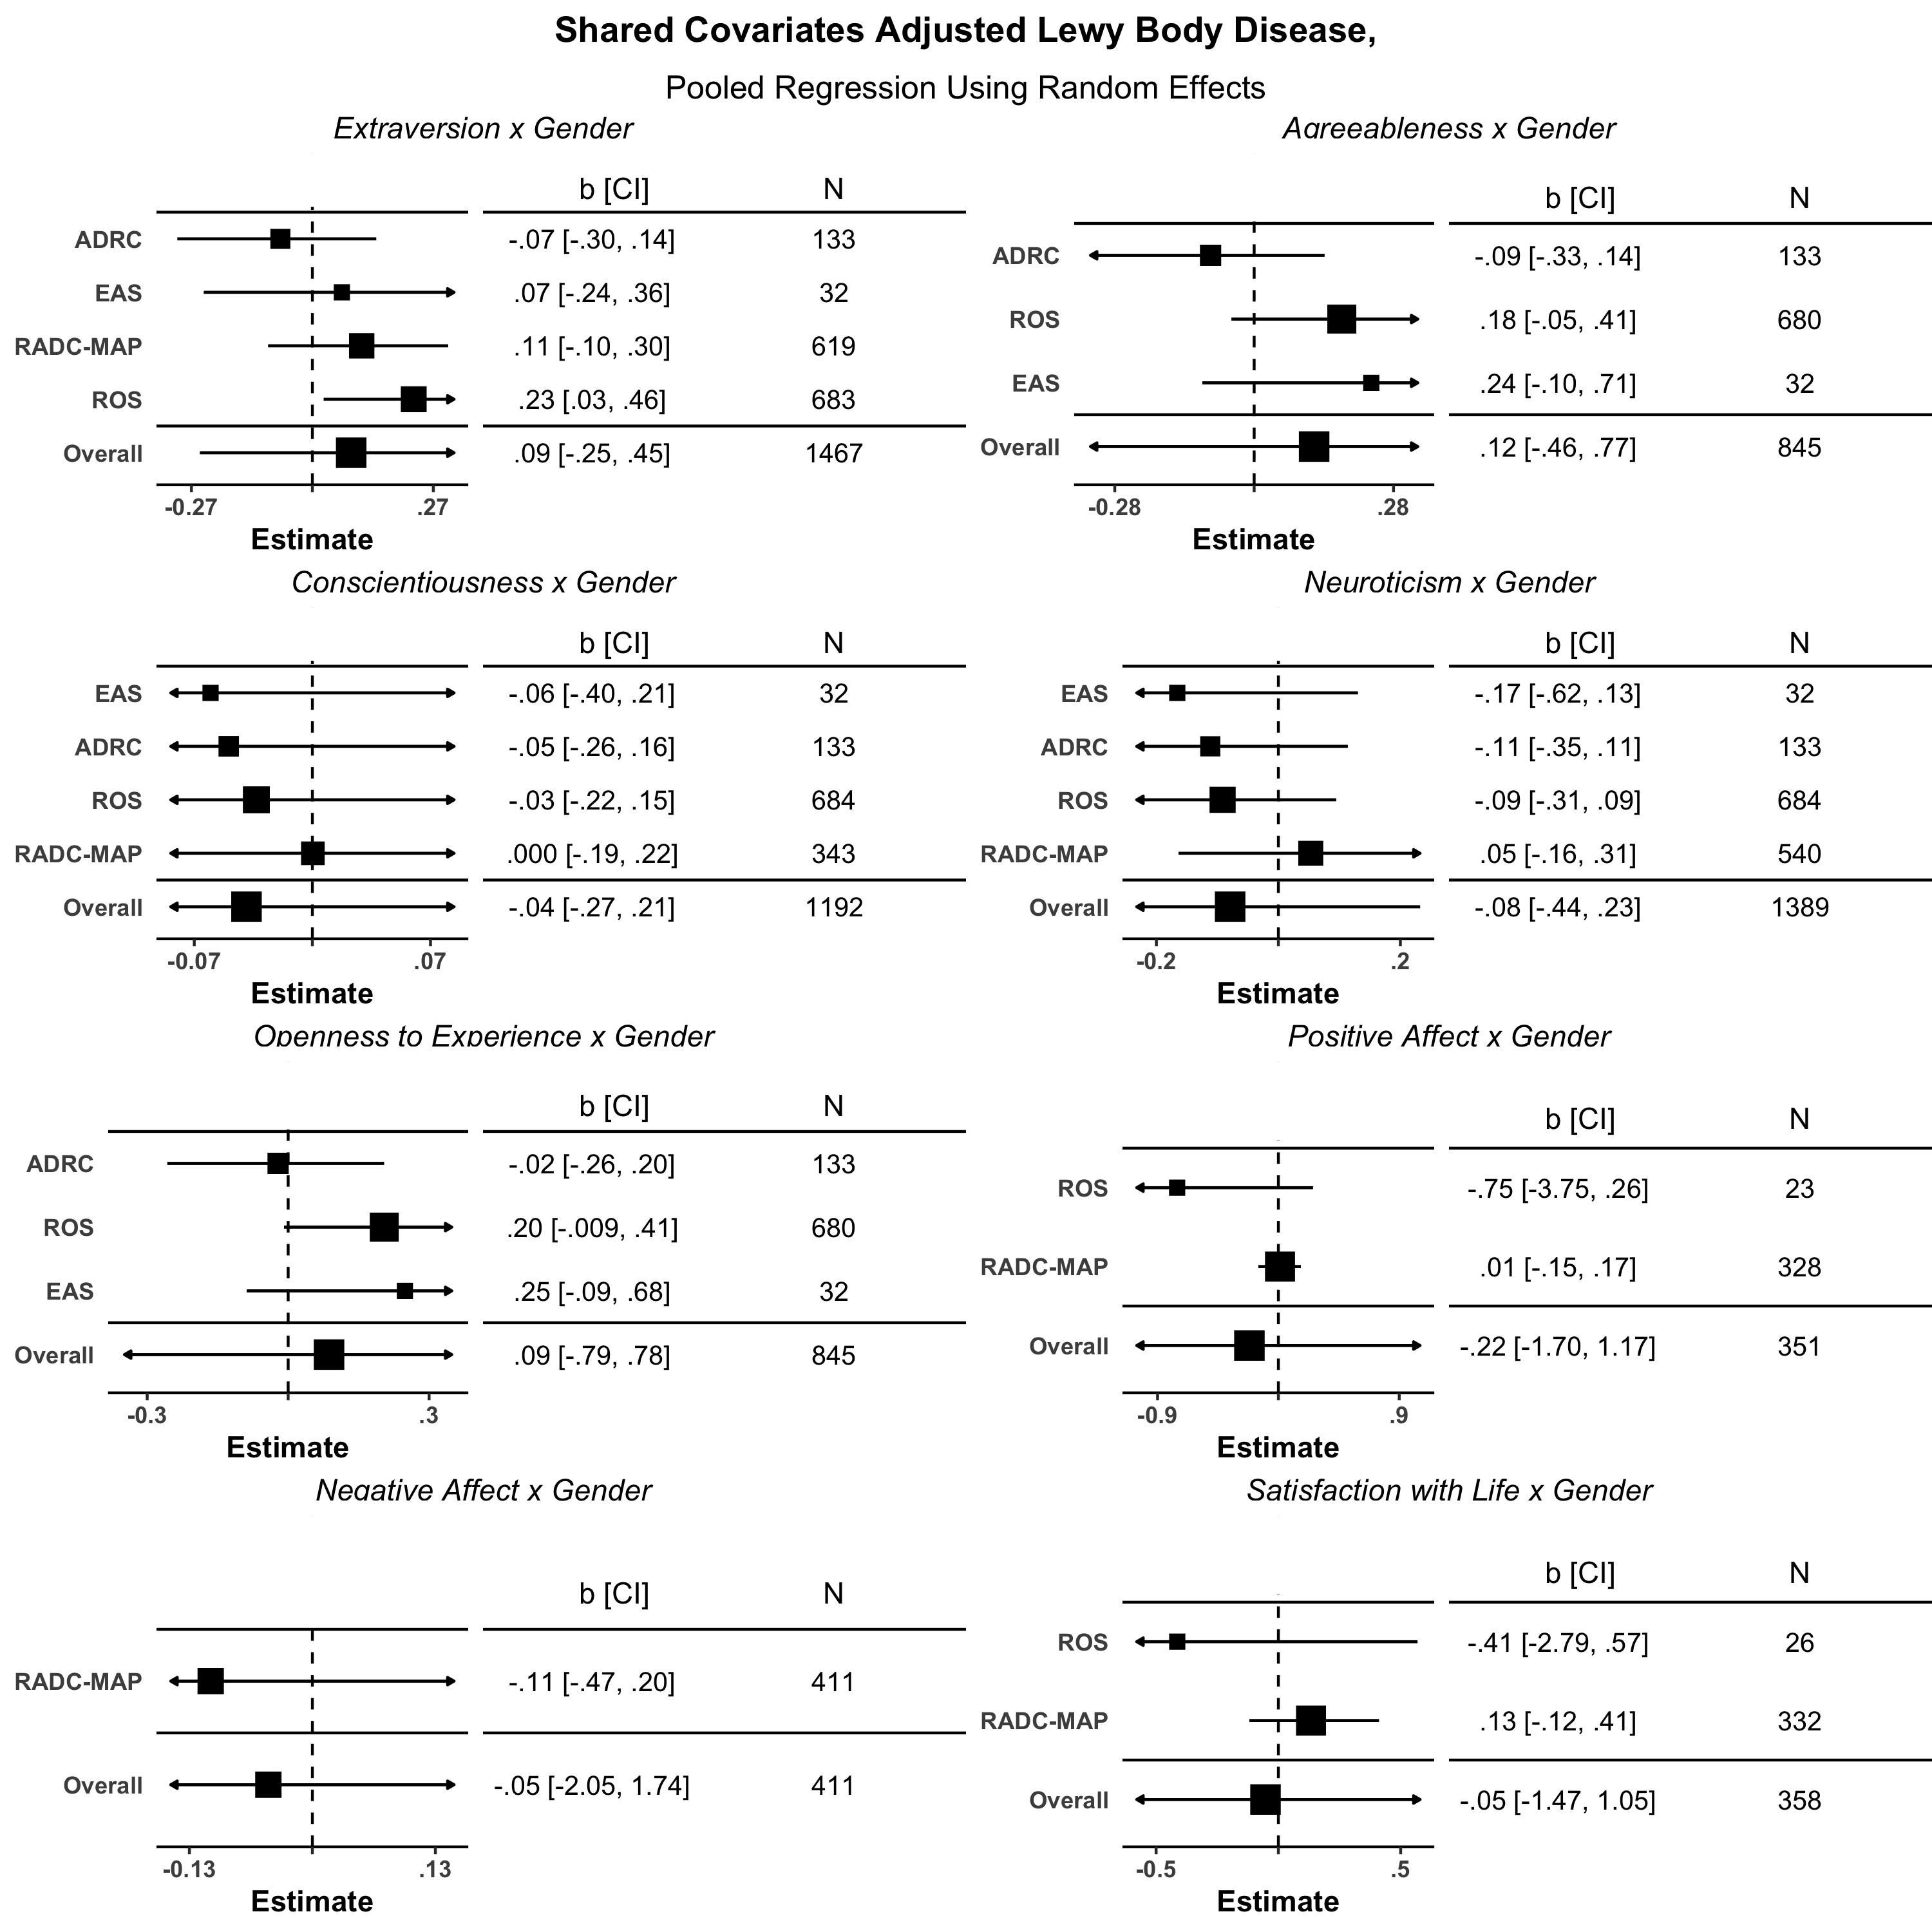 Shared Covariates Adjusted Lewy Body Disease,
Pooled Regression Using Random Effects
Extraversion x Gender
b [CI] N
ADRC -.07 [-.30, .14] 133
EAS .07 [-.24, .36] 32
RADC-MAP .11 [-.10, .30] 619
ROS .23 [.03, .46] 683
Overall .09 [-.25, .45] 1467
-0.27 .27
Estimate
Agreeableness x Gender
b [CI] N
ADRC -.09 [-.33, .14] 133
ROS .18 [-.05, .41] 680
EAS .24 [-.10, .71] 32
Overall .12 [-.46, .77] 845
-0.28 .28
Estimate
Conscientiousness x Gender
b [CI] N
EAS -.06 [-.40, .21] 32
ADRC -.05 [-.26, .16] 133
ROS -.03 [-.22, .15] 684
RADC-MAP .000 [-.19, .22] 343
Overall -.04 [-.27, .21] 1192
-0.07 .07
Estimate
Neuroticism x Gender
b [CI] N
EAS -.17 [-.62, .13] 32
ADRC -.11 [-.35, .11] 133
ROS -.09 [-.31, .09] 684
RADC-MAP .05 [-.16, .31] 540
Overall -.08 [-.44, .23] 1389
-0.2 .2
Estimate
Openness to Experience x Gender
b [CI] N
ADRC -.02 [-.26, .20] 133
ROS .20 [-.009, .41] 680
EAS .25 [-.09, .68] 32
Overall .09 [-.79, .78] 845
-0.3 .3
Estimate
Positive Affect x Gender
b [CI] N
ROS -.75 [-3.75, .26] 23
RADC-MAP .01 [-.15, .17] 328
Overall -.22 [-1.70, 1.17] 351
-0.9 .9
Estimate
Negative Affect x Gender
b [CI] N
RADC-MAP -.11 [-.47, .20] 411
Overall -.05 [-2.05, 1.74] 411
-0.13 .13
Estimate
Satisfaction with Life x Gender
b [CI] N
ROS -.41 [-2.79, .57] 26
RADC-MAP .13 [-.12, .41] 332
Overall -.05 [-1.47, 1.05] 358
-0.5 .5
Estimate